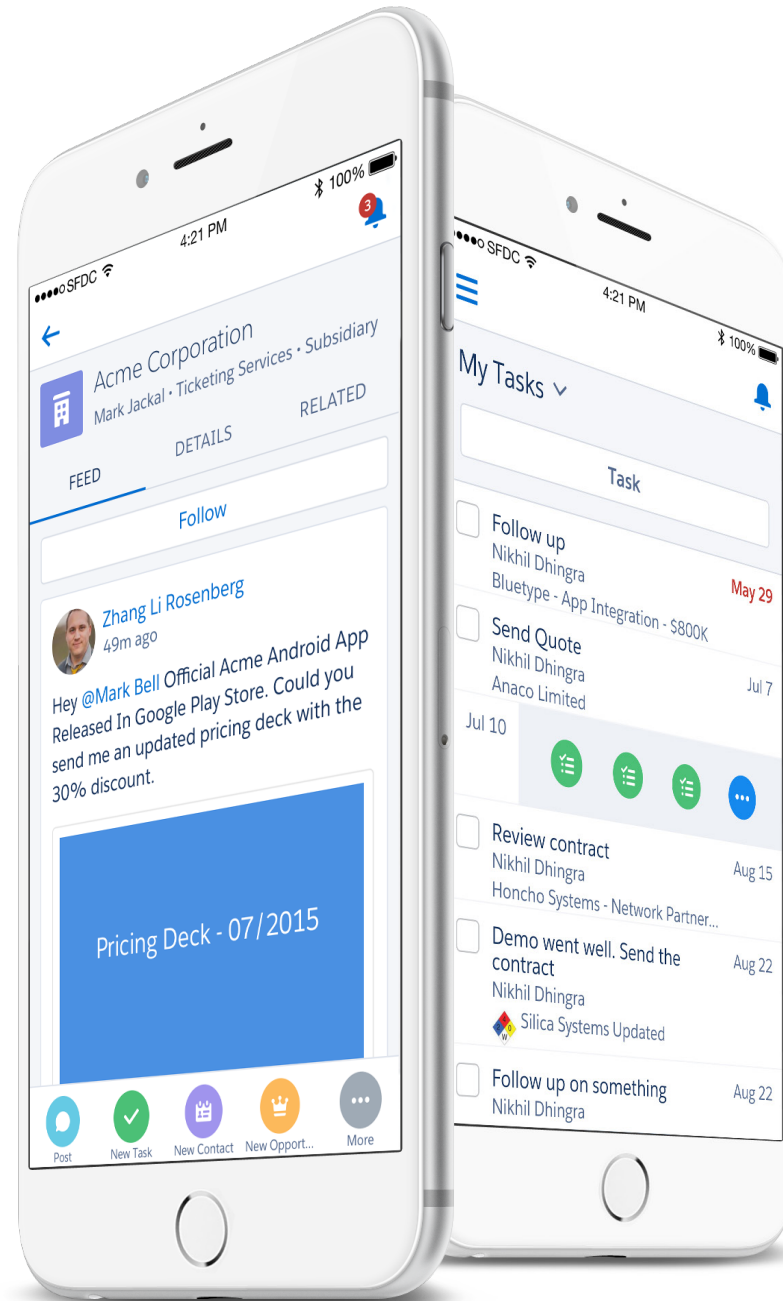 ●●●●○ SFDC
4:21 PM
100%
3
Acme Corporation
Mark Jackal · Ticketing Services · Subsidiary
FEED
DETAILS
RELATED
Follow
Zhang Li Rosenberg
49m ago
Hey @Mark Bell Official Acme Android App
Released In Google Play Store. Could you
send me an updated pricing deck with the
30% discount.
Pricing Deck - 07/2015
Post
New Task
New Contact
New Opport...
More
●●●○ SFDC
4:21 PM
100%
My Tasks
Task
Follow up
Nikhil Dhingra
Bluetype - App Integration - $800K
May 29
Send Quote
Nikhil Dhingra
Anaco Limited
Jul 7
Jul 10
Review contract
Nikhil Dhingra
Honcho Systems - Network Partner...
Aug 15
Demo went well. Send the
contract
Nikhil Dhingra
Silica Systems Updated
Aug 22
Follow up on something
Nikhil Dhingra
Aug 22